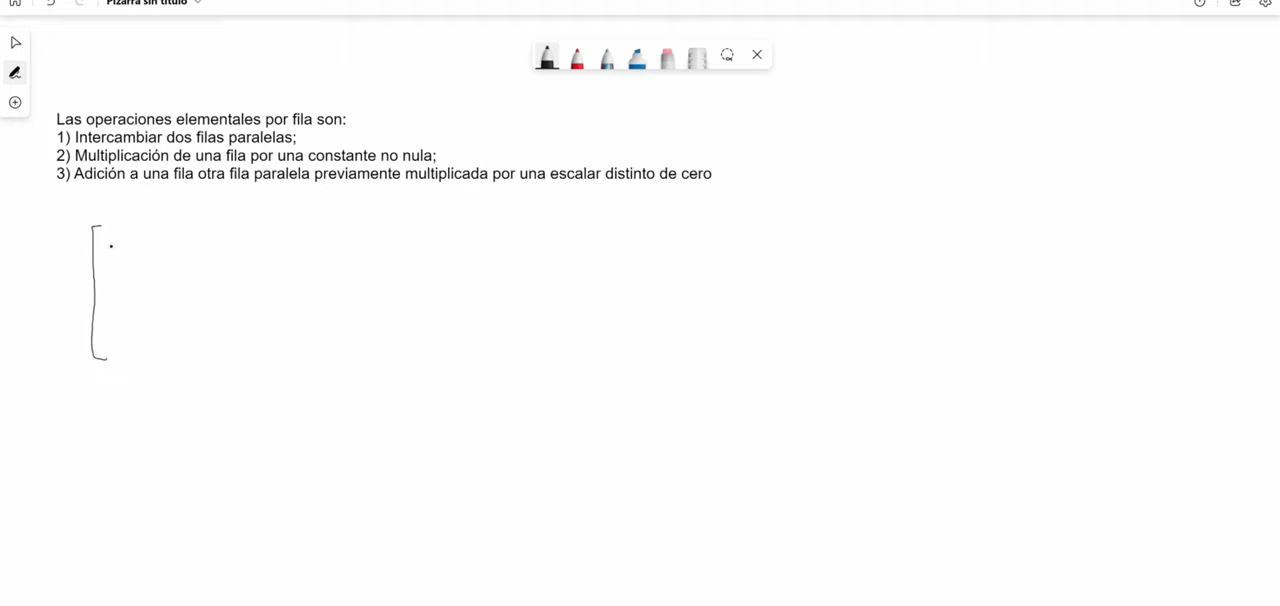 Pizarra sin título
Las operaciones elementales por fila son:
1) Intercambiar dos filas paralelas;
2) Multiplicación de una fila por una constante no nula;
3) Adición a una fila otra fila paralela previamente multiplicada por una escalar distinto de cero